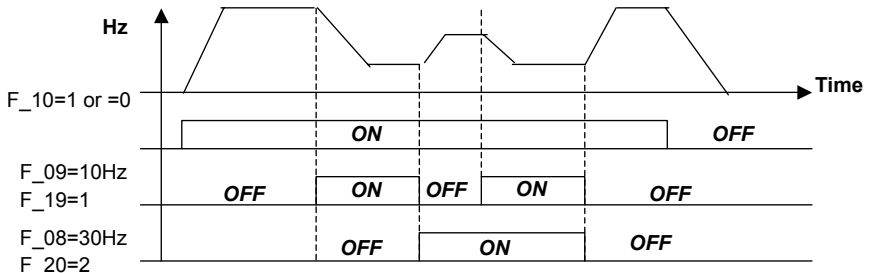 Hz
Time
F_10=1 or =0
ON OFF
F_09=10Hz
F_19=1
OFF ON OFF ON OFF
F_08=30Hz
F_20=2
OFF ON OFF